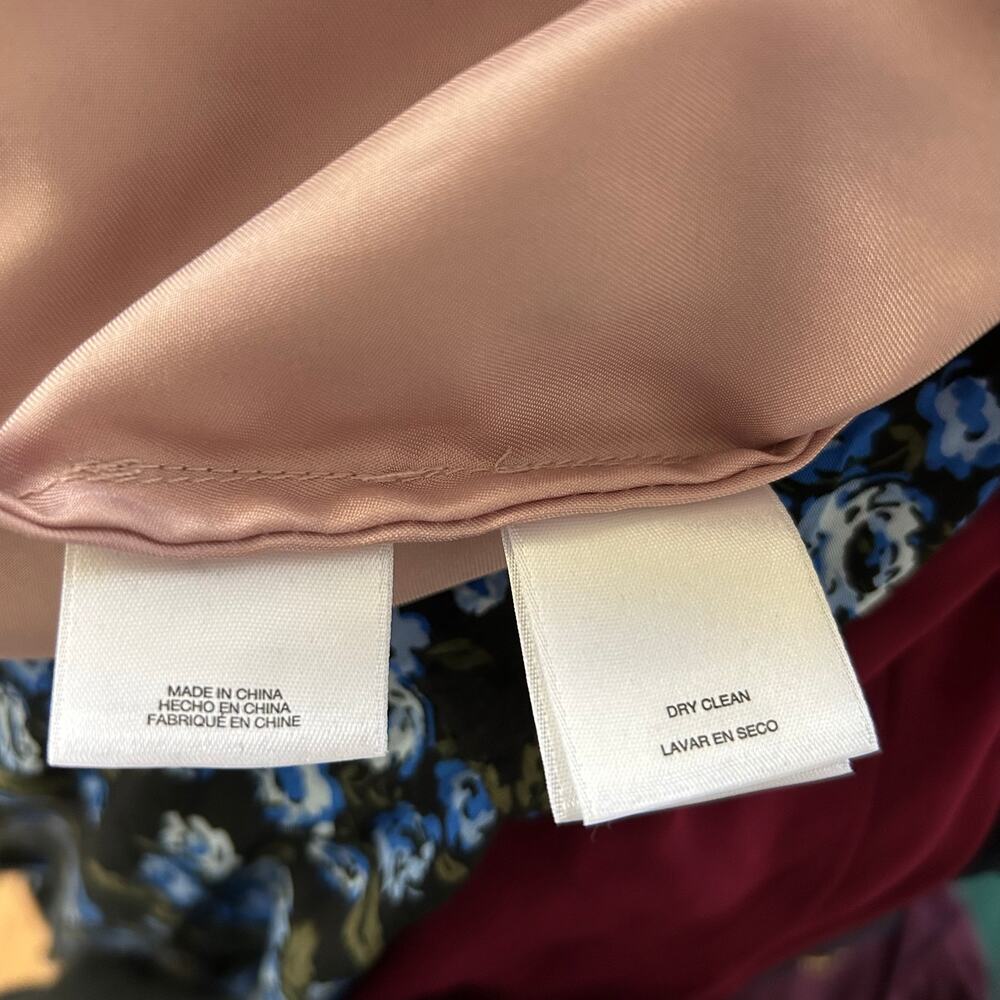 MADE IN CHINA
HECHO EN CHINA
FABRIQUÉ EN CHINE
DRY CLEAN
LAVAR EN SECO